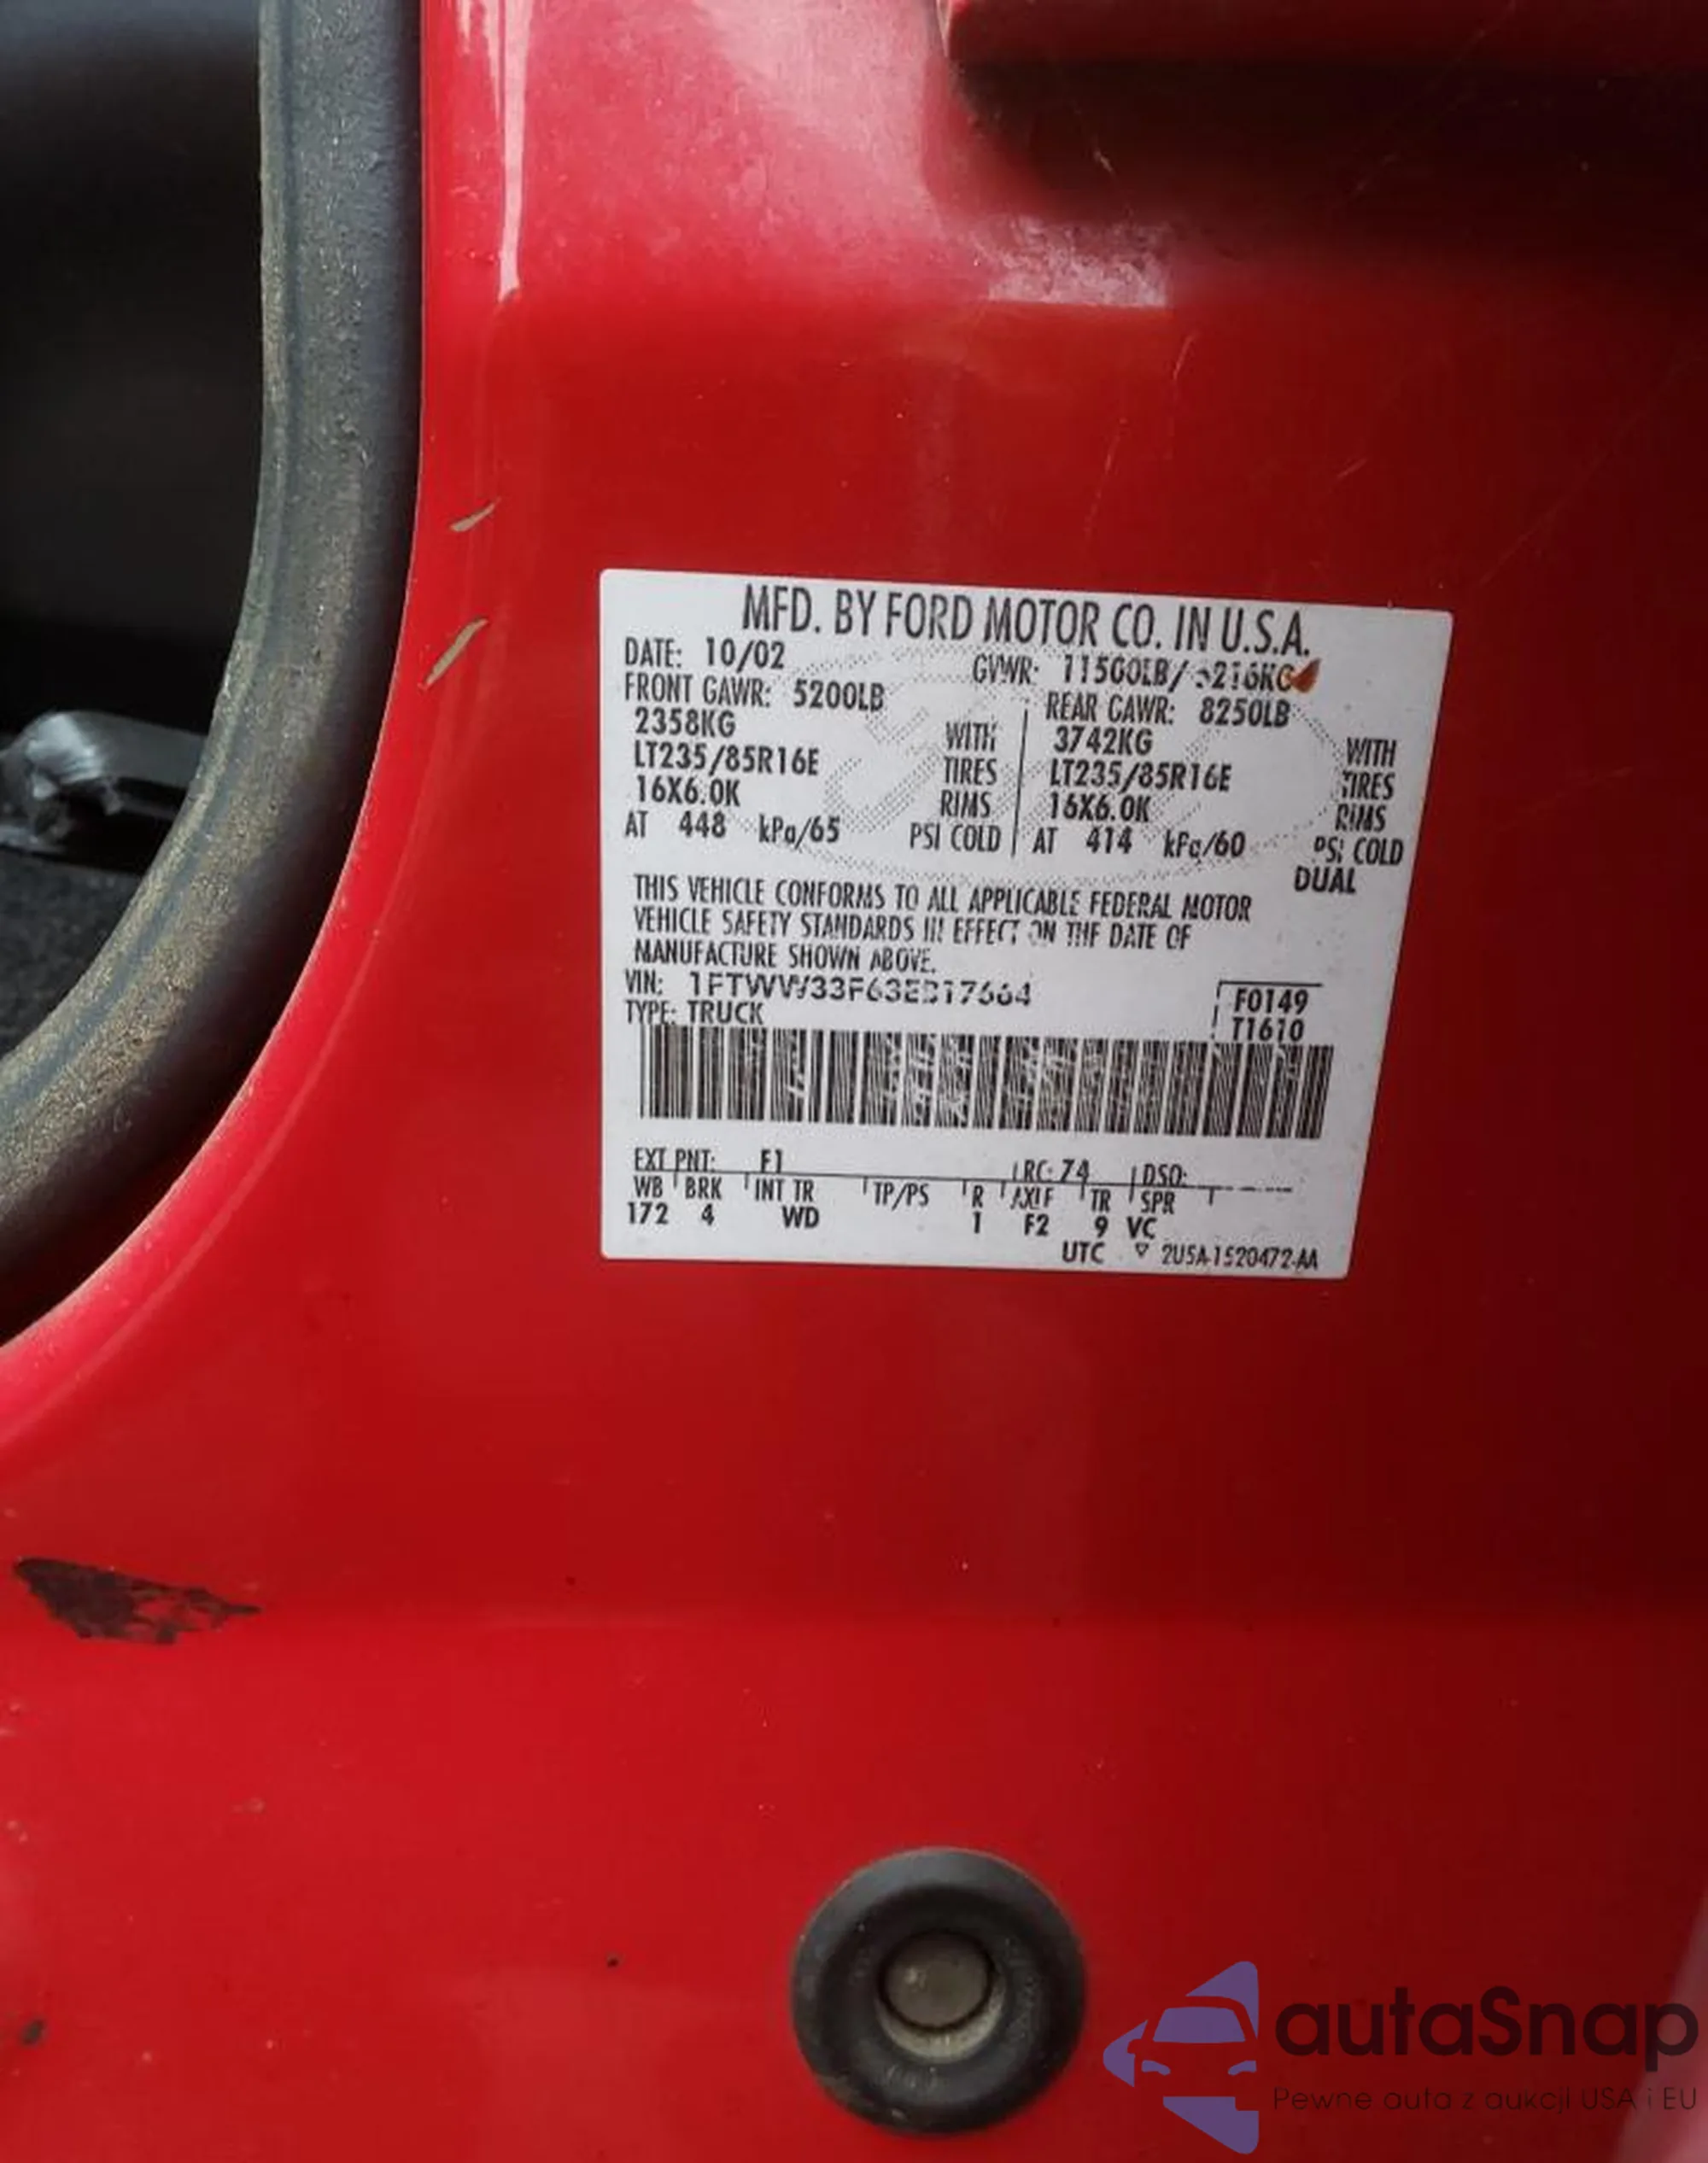 MFD. BY FORD MOTOR CO. IN U.S.A.
DATE: 10/02 GVWR: 11500LB/ 5216KG
FRONT GAWR: 5200LB REAR GAWR: 8250LB
2358KG WITH 3742KG WITH
LT235/85R16E TIRES LT235/85R16E TIRES
16X6.0K RIMS 16X6.0K RIMS
AT 448 kPa/65 PSI COLD AT 414 kPa/60 PSI COLD
DUAL
THIS VEHICLE CONFORMS TO ALL APPLICABLE FEDERAL MOTOR
VEHICLE SAFETY STANDARDS IN EFFECT ON THE DATE OF
MANUFACTURE SHOWN ABOVE.
VIN: F0149
TYPE: TRUCK T1610
EXT PNT: F1 RC: 74 DSO:
WB BRK INT TR TP/PS R AXLE TR SPR
172 4 WD 1 F2 9 VC
UTC ▽ 2U5A-1520472-AA
autaSnap
Pewne auta z aukcji USA i EU